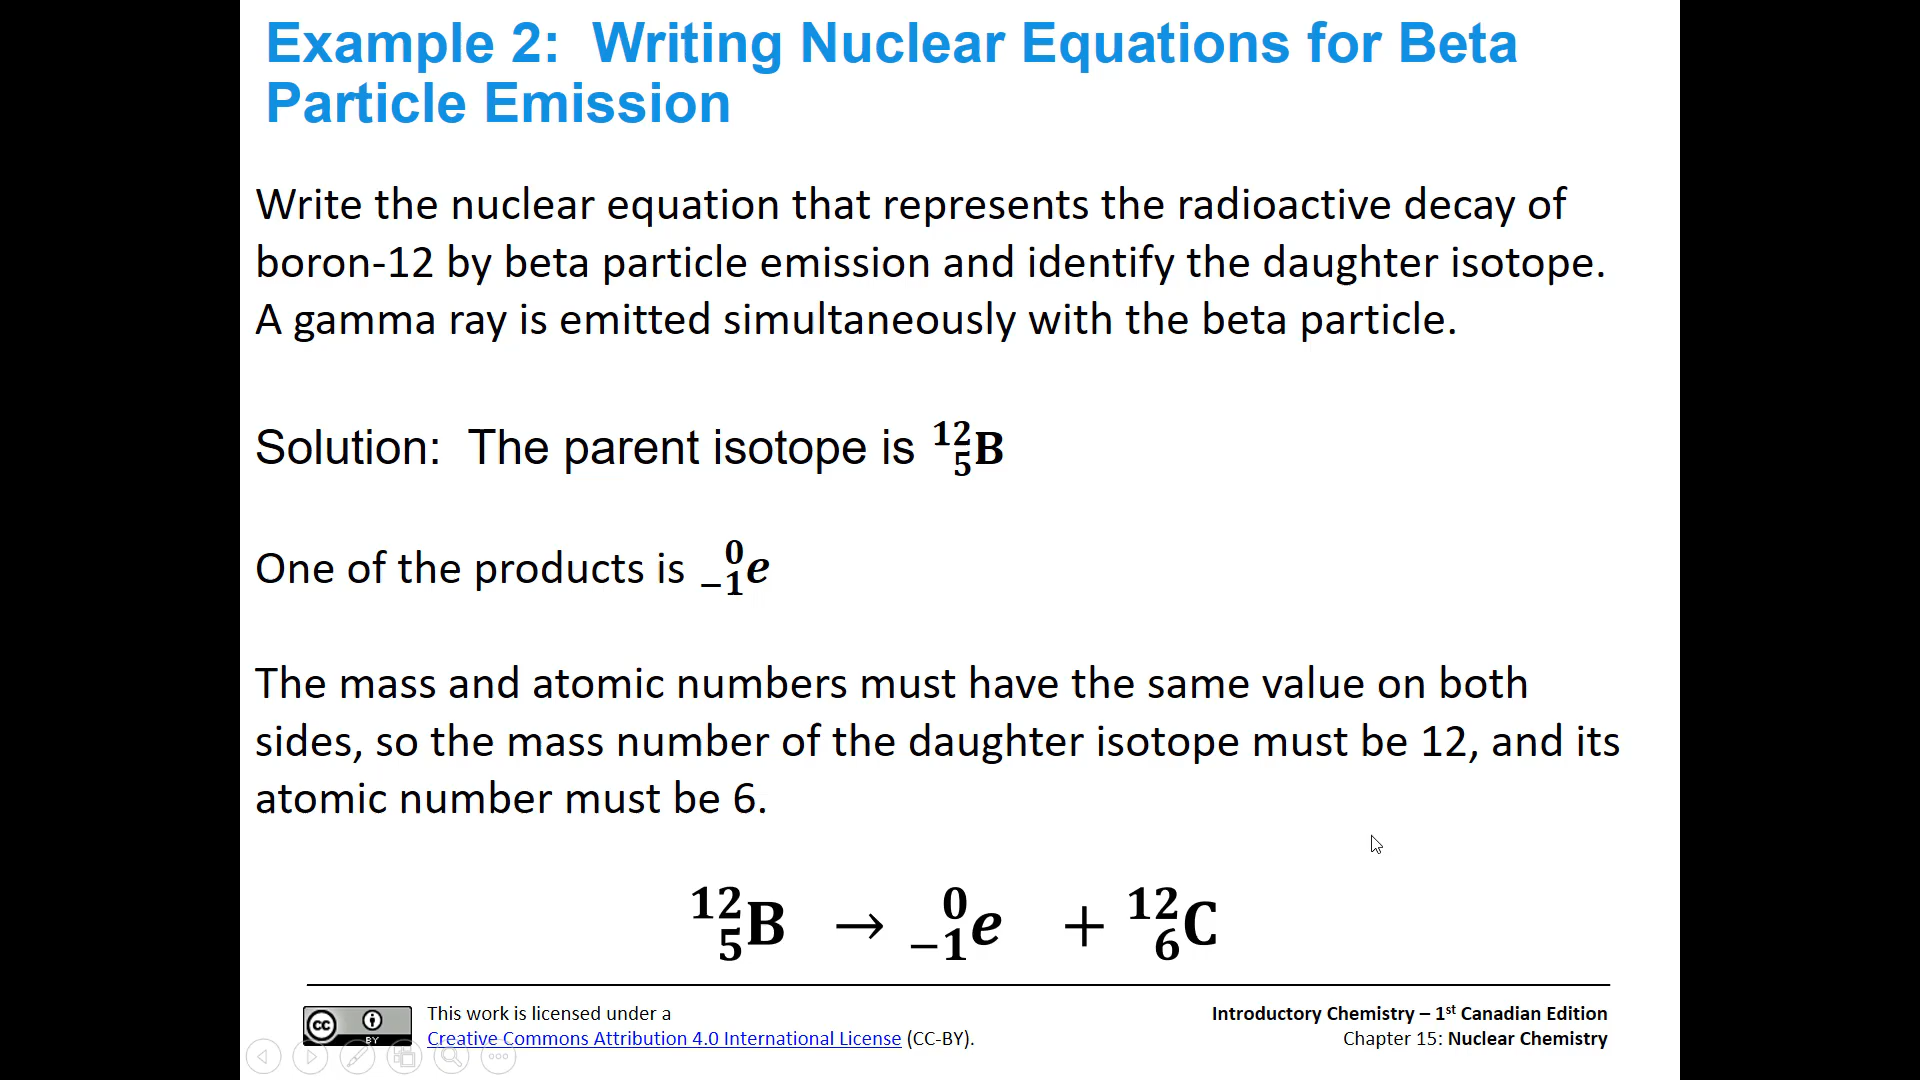 Example 2:  Writing Nuclear Equations for Beta
Particle Emission
Write the nuclear equation that represents the radioactive decay of
boron-12 by beta particle emission and identify the daughter isotope.
A gamma ray is emitted simultaneously with the beta particle.
Solution:  The parent isotope is ¹²₅B
One of the products is ⁰₋₁e
The mass and atomic numbers must have the same value on both
sides, so the mass number of the daughter isotope must be 12, and its
atomic number must be 6.
¹²₅B → ⁰₋₁e + ¹²₆C
cc BY
This work is licensed under a
Creative Commons Attribution 4.0 International License (CC-BY).
Introductory Chemistry – 1st Canadian Edition
Chapter 15: Nuclear Chemistry